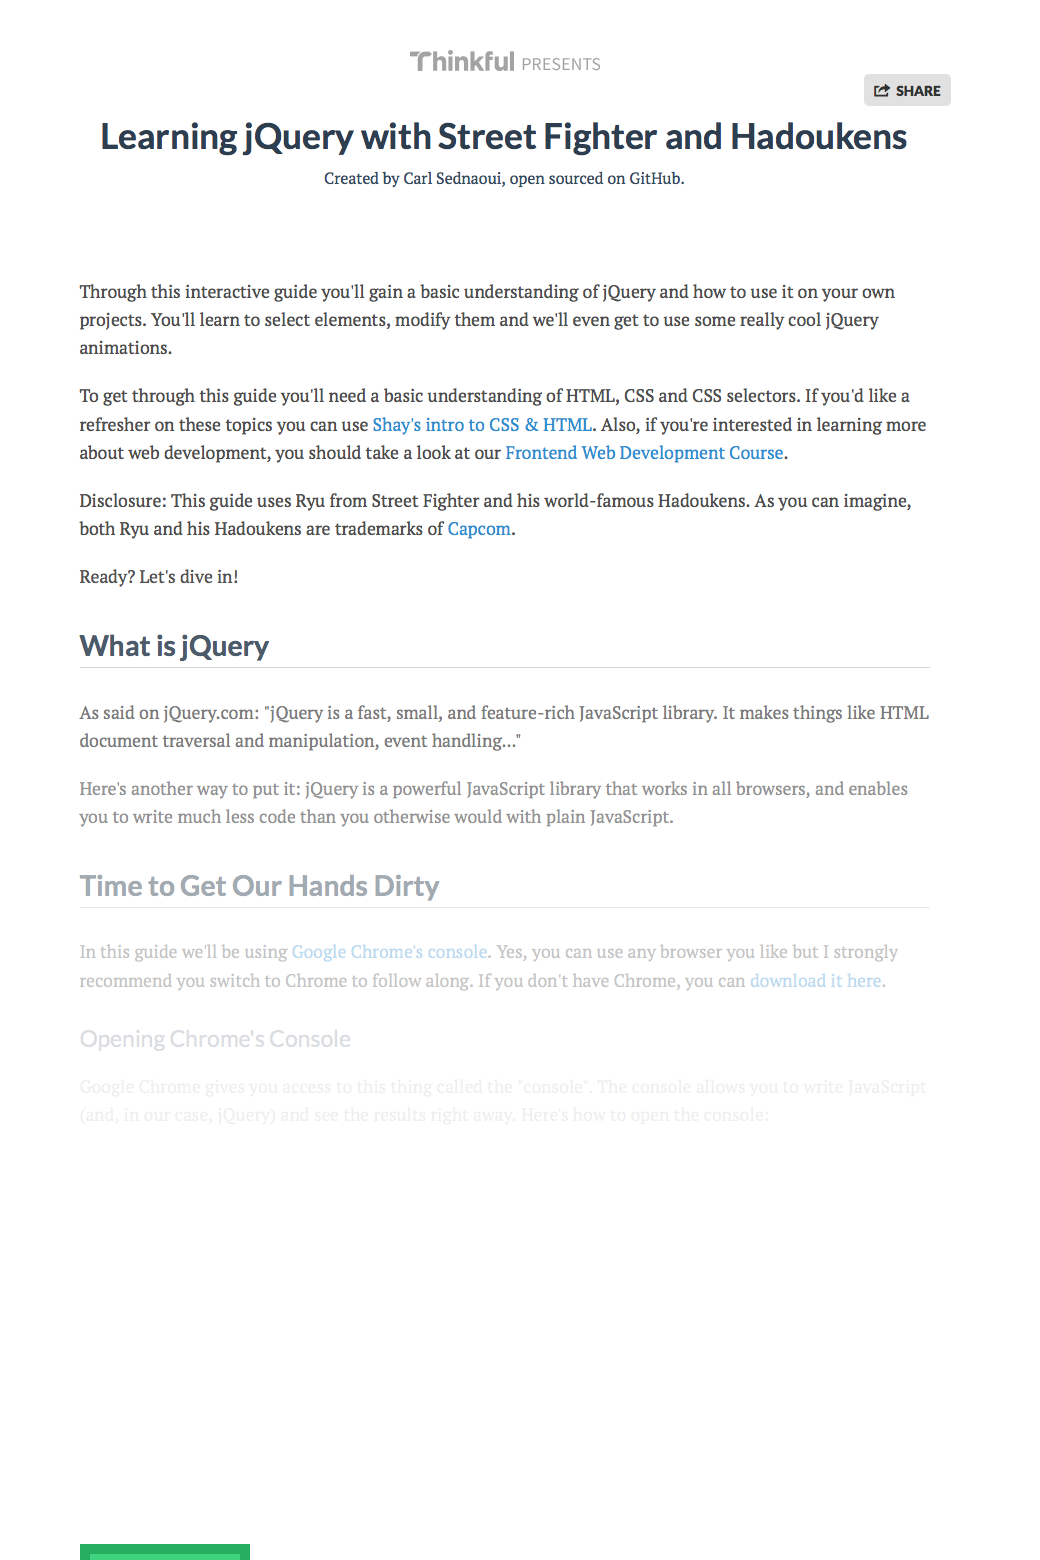 Thinkful PRESENTS
SHARE
Learning jQuery with Street Fighter and Hadoukens
Created by Carl Sednaoui, open sourced on GitHub.
Through this interactive guide you'll gain a basic understanding of jQuery and how to use it on your own
projects. You'll learn to select elements, modify them and we'll even get to use some really cool jQuery
animations.
To get through this guide you'll need a basic understanding of HTML, CSS and CSS selectors. If you'd like a
refresher on these topics you can use Shay's intro to CSS & HTML. Also, if you're interested in learning more
about web development, you should take a look at our Frontend Web Development Course.
Disclosure: This guide uses Ryu from Street Fighter and his world-famous Hadoukens. As you can imagine,
both Ryu and his Hadoukens are trademarks of Capcom.
Ready? Let's dive in!
What is jQuery
As said on jQuery.com: "jQuery is a fast, small, and feature-rich JavaScript library. It makes things like HTML
document traversal and manipulation, event handling..."
Here's another way to put it: jQuery is a powerful JavaScript library that works in all browsers, and enables
you to write much less code than you otherwise would with plain JavaScript.
Time to Get Our Hands Dirty
In this guide we'll be using Google Chrome's console. Yes, you can use any browser you like but I strongly
recommend you switch to Chrome to follow along. If you don't have Chrome, you can download it here.
Opening Chrome's Console
Google Chrome gives you access to this thing called the "console". The console allows you to write JavaScript
(and, in our case, jQuery) and see the results right away. Here's how to open the console: